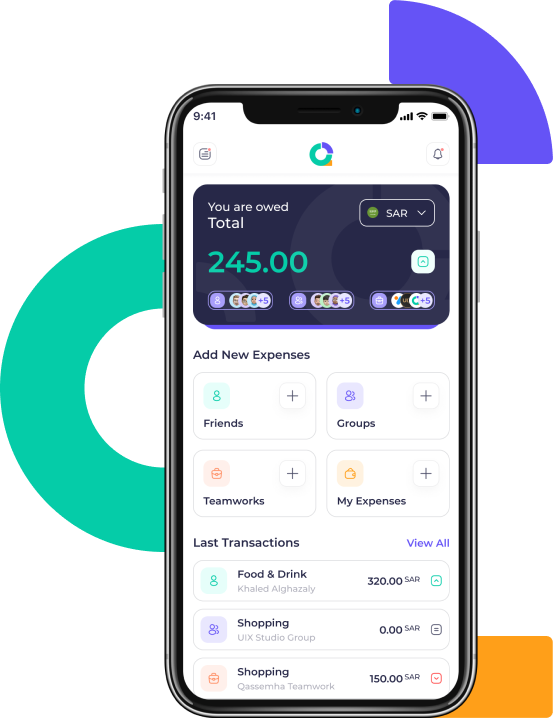 9:41
You are owed
Total
SAR
245.00
+5
+5
+5
Add New Expenses
Friends
Groups
Teamworks
My Expenses
Last Transactions
View All
Food & Drink
Khaled Alghazaly
320.00 SAR
Shopping
UIX Studio Group
0.00 SAR
Shopping
Qassemha Teamwork
150.00 SAR